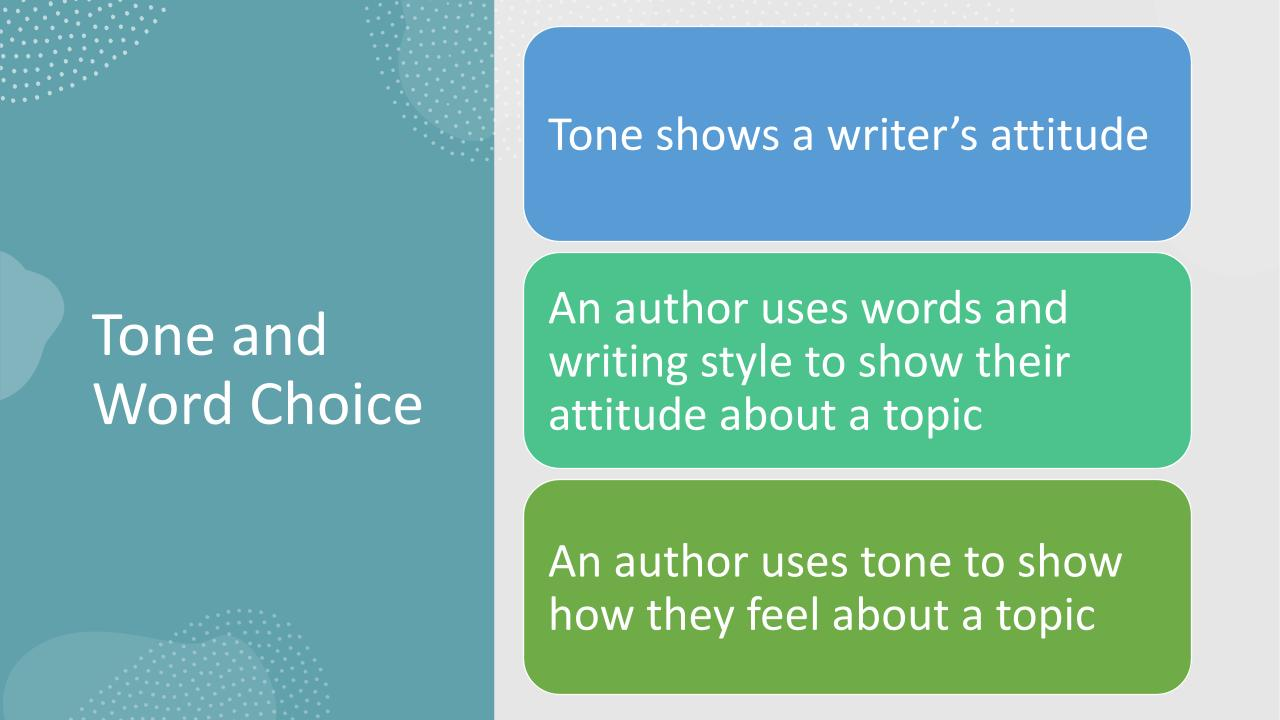 Tone and
Word Choice
Tone shows a writer’s attitude
An author uses words and
writing style to show their
attitude about a topic
An author uses tone to show
how they feel about a topic